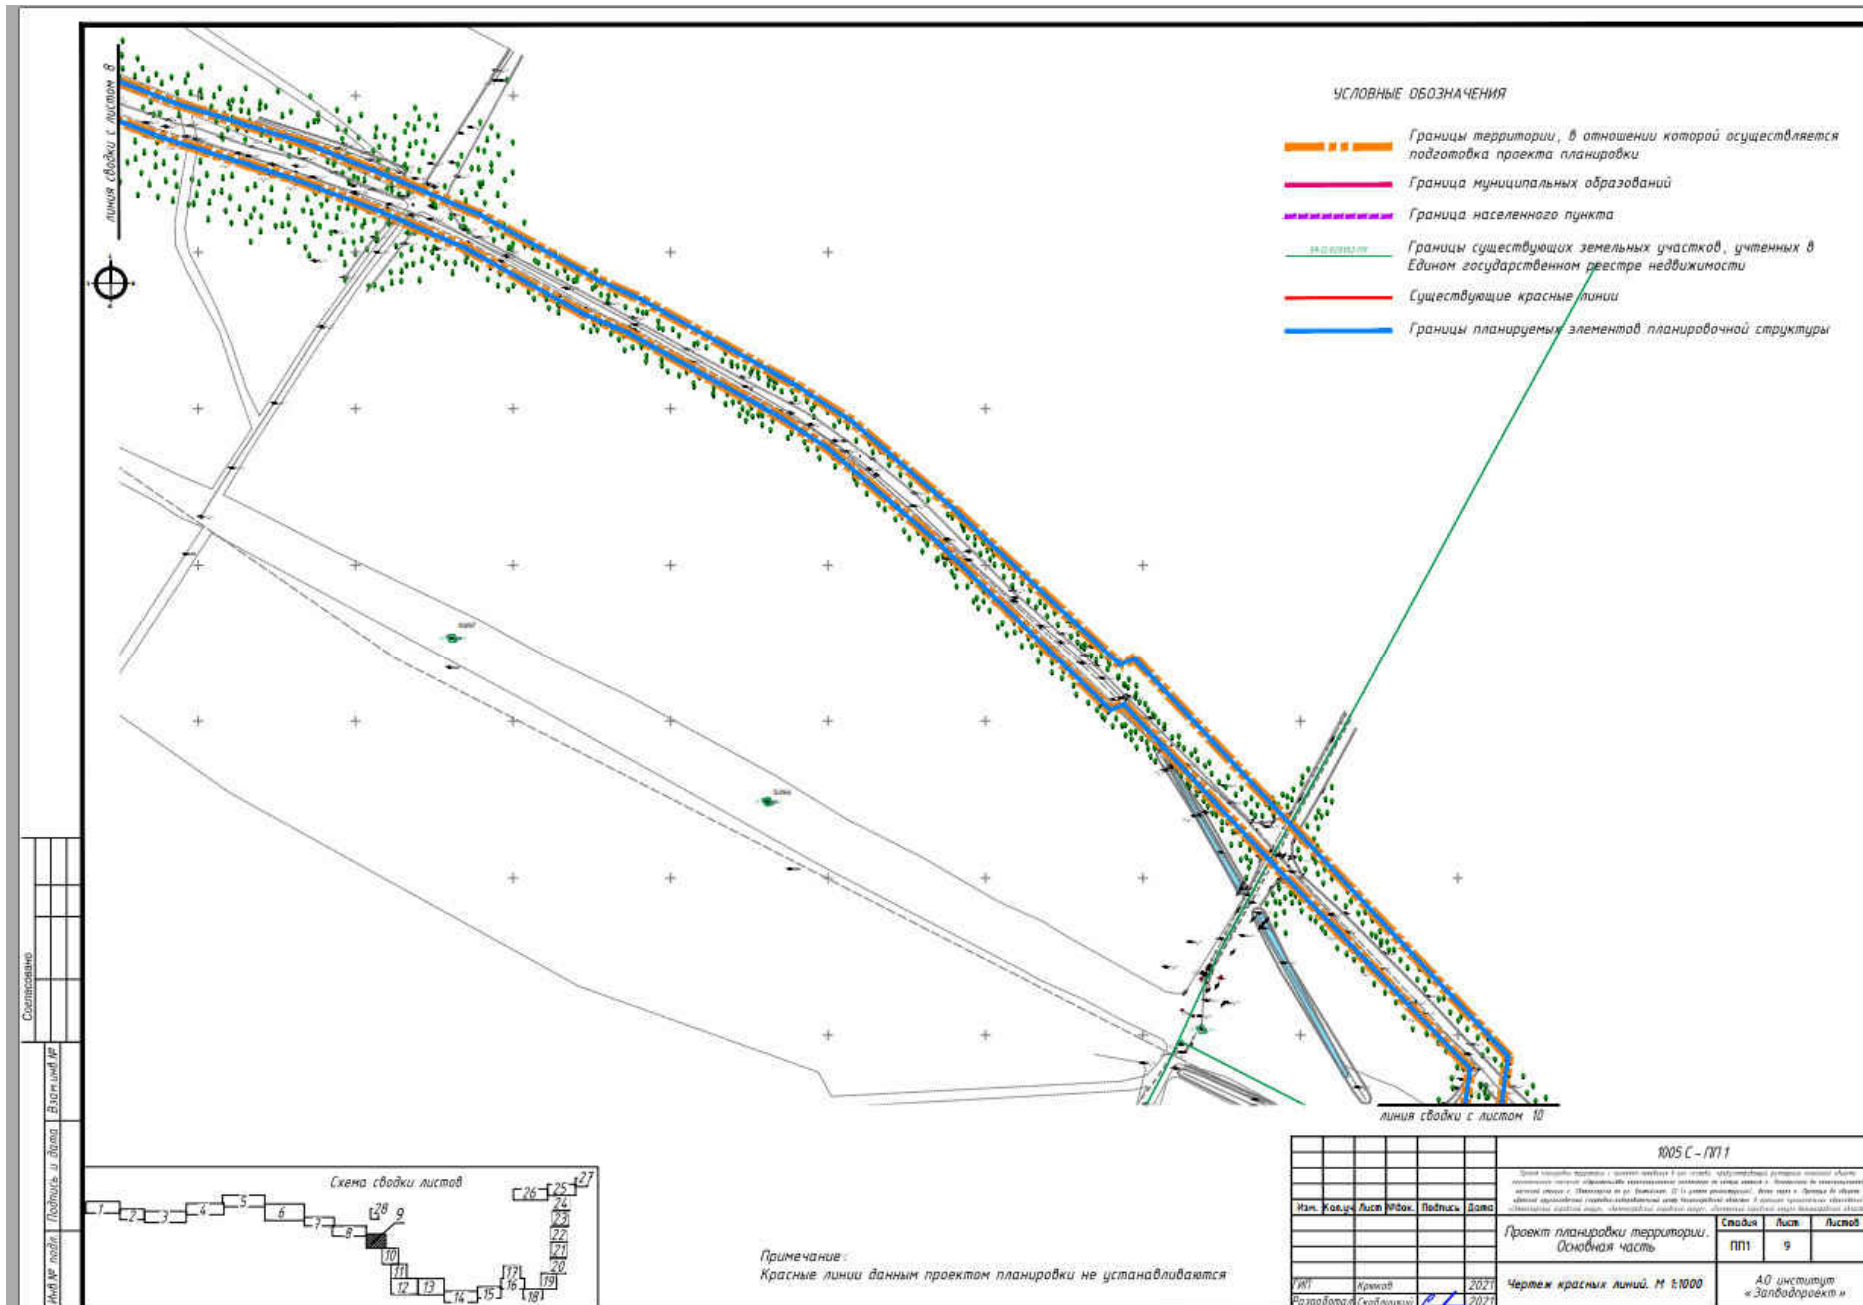 линия сводки с листом 8
УСЛОВНЫЕ ОБОЗНАЧЕНИЯ
Границы территории, в отношении которой осуществляется
подготовка проекта планировки
Граница муниципальных образований
Граница населенного пункта
Границы существующих земельных участков, учтенных в
Едином государственном реестре недвижимости
Существующие красные линии
Границы планируемых элементов планировочной структуры
линия сводки с листом 10
Согласовано
Взам.инв.№
Подпись и дата
Инв.№ подл.
Схема сводки листов
1 2 3 4 5 6 7 8 28 9
10 11 12 13 14 15 16 17 18 19
20 21 22 23 24 25 26 27
Примечание:
Красные линии данным проектом планировки не устанавливаются
1005 С - ПП1
Изм. Кол.уч Лист №док. Подпись Дата
Проект планировки территории.
Основная часть
Стадия Лист Листов
ПП1 9
ГИП Крюков 2021
Разработал 2021
Чертеж красных линий. М 1:1000
АО институт
«Запводпроект»